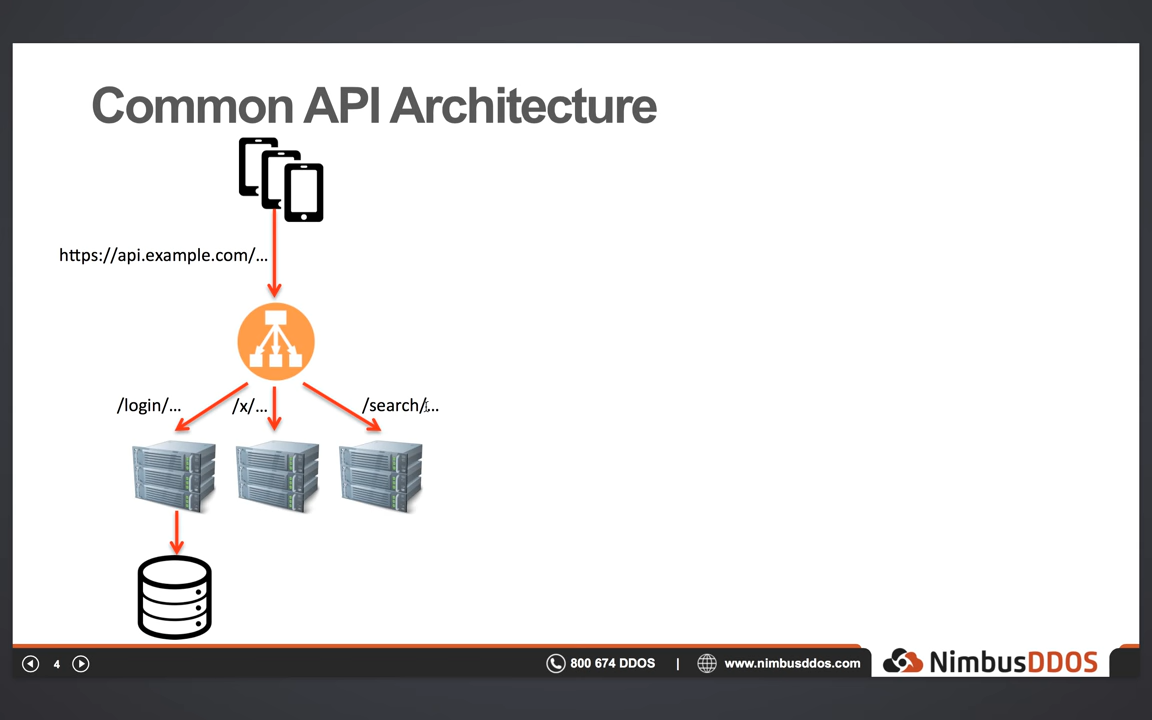 Common API Architecture
https://api.example.com/...
/login/...
/x/...
/search/...
4
800 674 DDOS | www.nimbusddos.com
NimbusDDOS